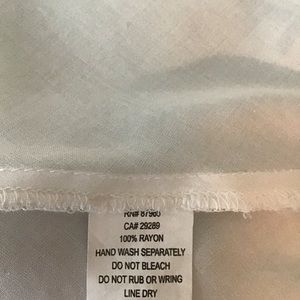 RN# 87980
CA# 29289
100% RAYON
HAND WASH SEPARATELY
DO NOT BLEACH
DO NOT RUB OR WRING
LINE DRY